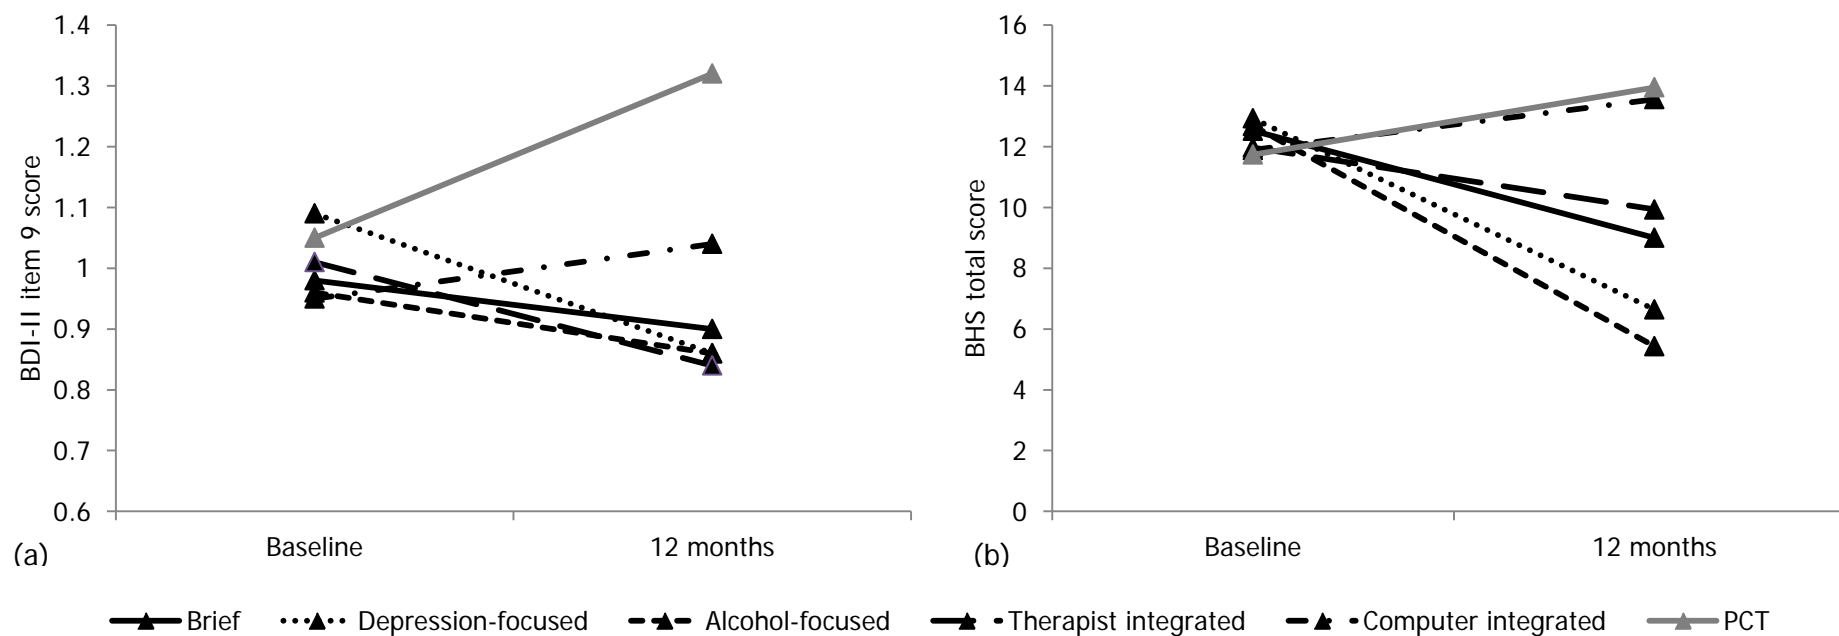 1.4
1.3
1.2
1.1
1
0.9
0.8
0.7
0.6
BDI-II item 9 score
Baseline 12 months
(a)
16
14
12
10
8
6
4
2
0
BHS total score
Baseline 12 months
(b)
Brief Depression-focused Alcohol-focused Therapist integrated Computer integrated PCT